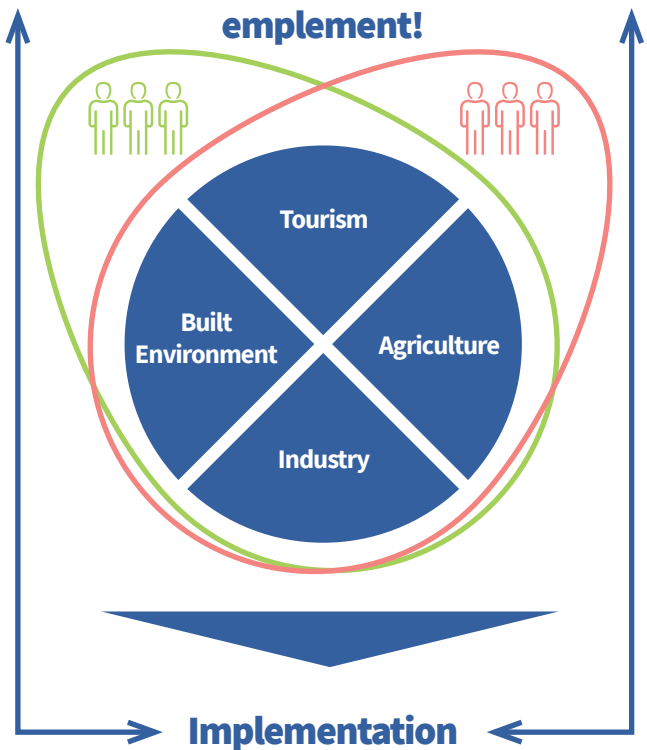 emplement!
Tourism
Built
Environment
Agriculture
Industry
Implementation